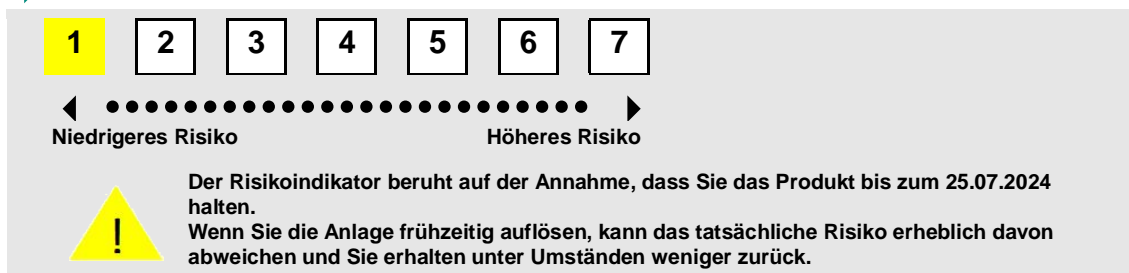 1 2 3 4 5 6 7
Niedrigeres Risiko Höheres Risiko
Der Risikoindikator beruht auf der Annahme, dass Sie das Produkt bis zum 25.07.2024
halten.
!
Wenn Sie die Anlage frühzeitig auflösen, kann das tatsächliche Risiko erheblich davon
abweichen und Sie erhalten unter Umständen weniger zurück.